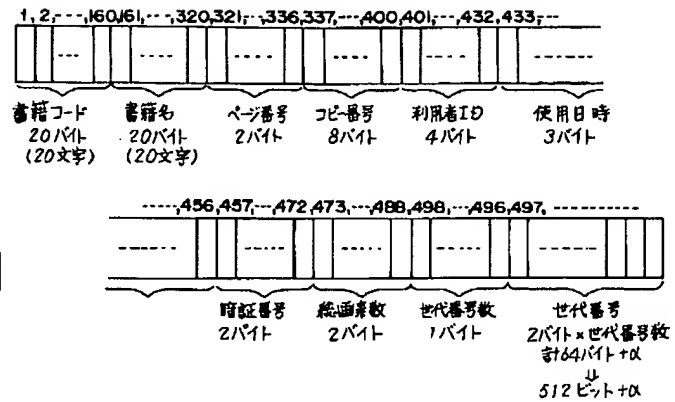 1,2,---,160,161,---,320,321,---,336,337,---,400,401,---,432,433,---
書籍コード 書籍名 ページ番号 コピー番号 利用者ID 使用日時
20バイト 20バイト 2バイト 8バイト 4バイト 3バイト
(20文字) (20文字)
-----,456,457,---,472,473,---,488,498,---,496,497,-----------
暗証番号 総画素数 世代番号数 世代番号
2バイト 2バイト 1バイト 2バイト×世代番号数
計64バイト+α
⇓
512ビット+α